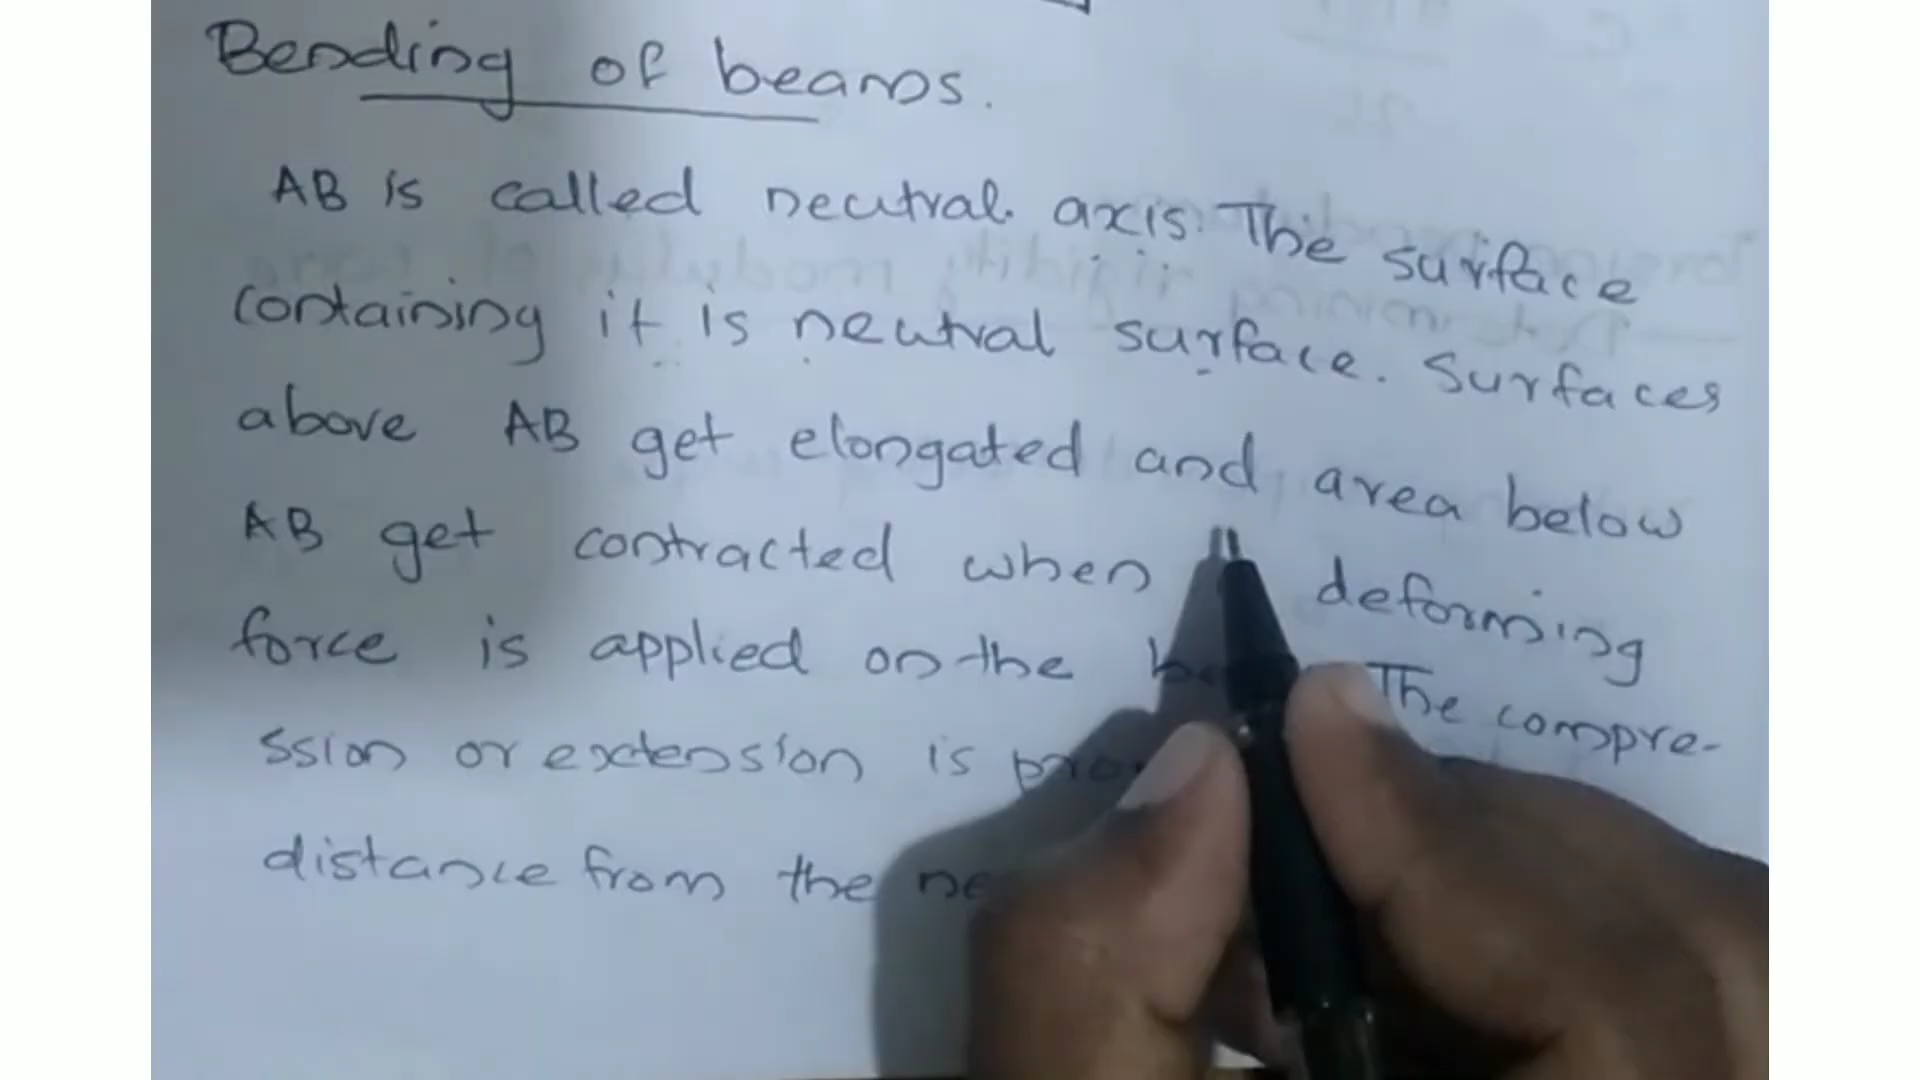 Bending of beams.
AB is called neutral axis. The surface
containing it is neutral surface. Surfaces
above AB get elongated and area below
AB get contracted when deforming
force is applied on the The compre-
ssion or extension is
distance from the